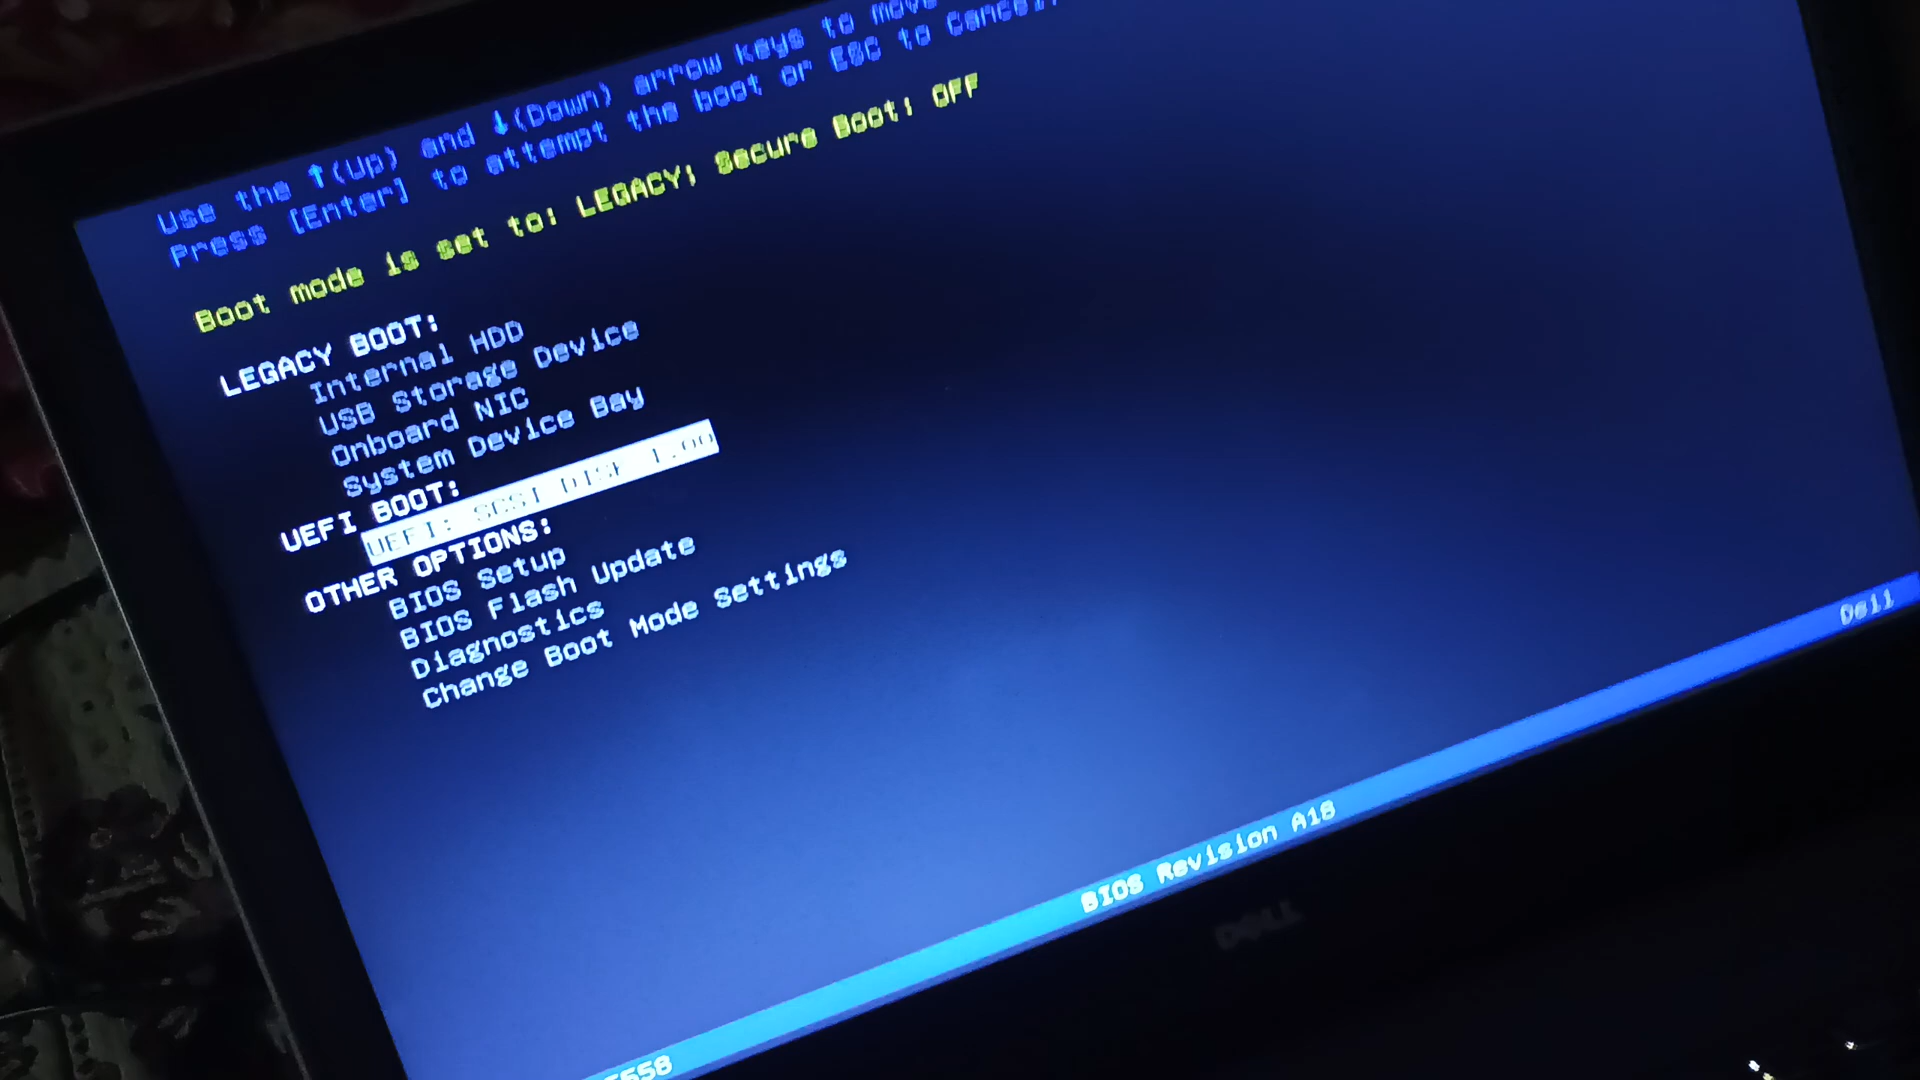 Use the ↑(Up) and ↓(Down) arrow keys to move
Press [Enter] to attempt the boot or ESC to Cancel.
Boot mode is set to: LEGACY; Secure Boot: OFF
LEGACY BOOT:
Internal HDD
USB Storage Device
Onboard NIC
System Device Bay
UEFI BOOT:
UEFI: SCSI DISK 1.00
OTHER OPTIONS:
BIOS Setup
BIOS Flash Update
Diagnostics
Change Boot Mode Settings
Dell
BIOS Revision A18
5558
DELL